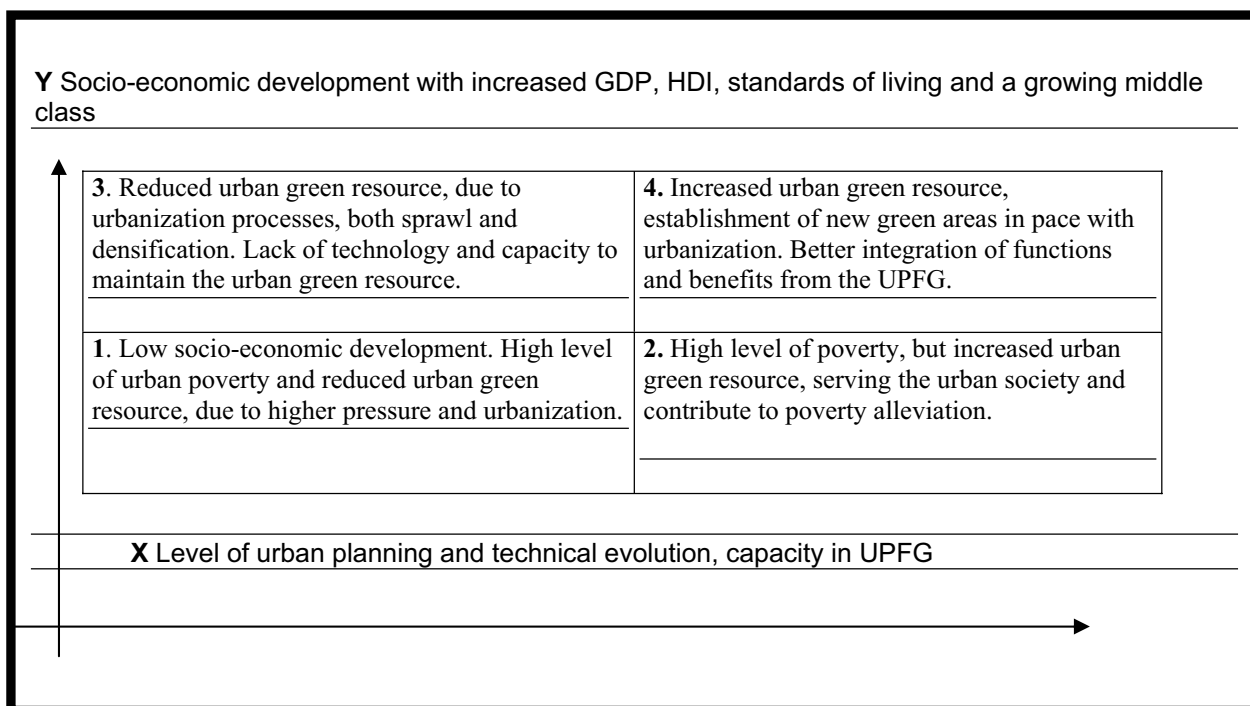 Y Socio-economic development with increased GDP, HDI, standards of living and a growing middle
class
3. Reduced urban green resource, due to
urbanization processes, both sprawl and
densification. Lack of technology and capacity to
maintain the urban green resource.
4. Increased urban green resource,
establishment of new green areas in pace with
urbanization. Better integration of functions
and benefits from the UPFG.
1. Low socio-economic development. High level
of urban poverty and reduced urban green
resource, due to higher pressure and urbanization.
2. High level of poverty, but increased urban
green resource, serving the urban society and
contribute to poverty alleviation.
X Level of urban planning and technical evolution, capacity in UPFG